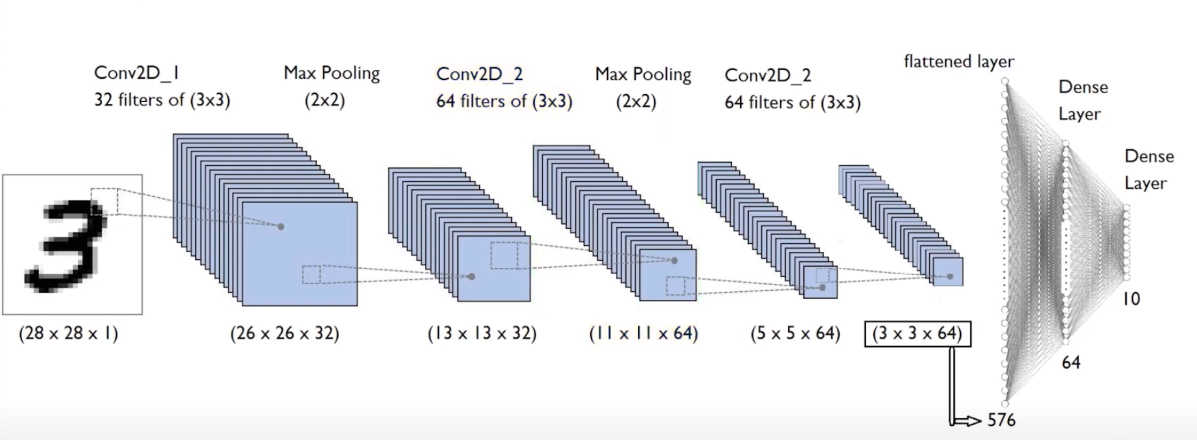 Conv2D_1
32 filters of (3x3)
Max Pooling
(2x2)
Conv2D_2
64 filters of (3x3)
Max Pooling
(2x2)
Conv2D_2
64 filters of (3x3)
flattened layer
Dense
Layer
Dense
Layer
3
(28 x 28 x 1)
(26 x 26 x 32)
(13 x 13 x 32)
(11 x 11 x 64)
(5 x 5 x 64)
(3 x 3 x 64)
10
64
576